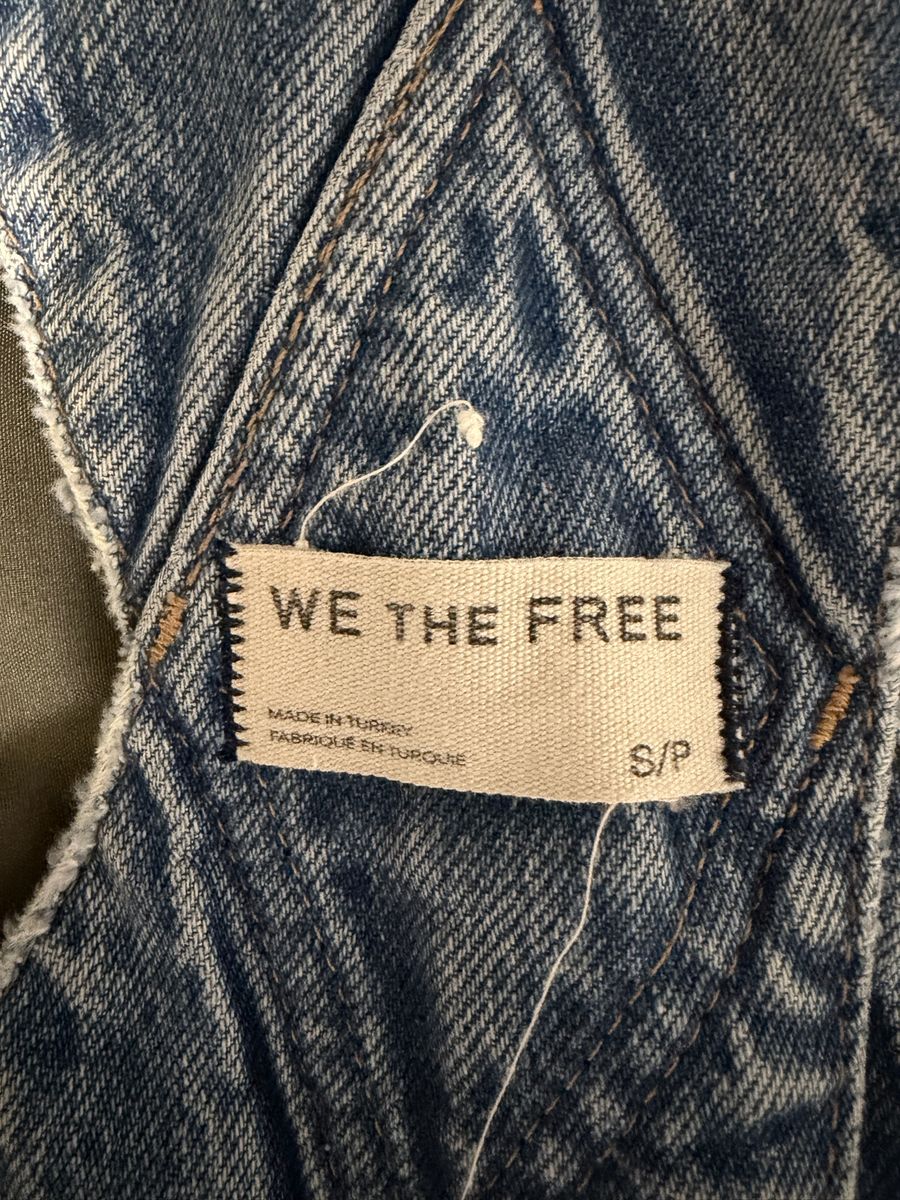 WE THE FREE
MADE IN TURKEY
FABRIQUÉ EN TURQUIE
S/P